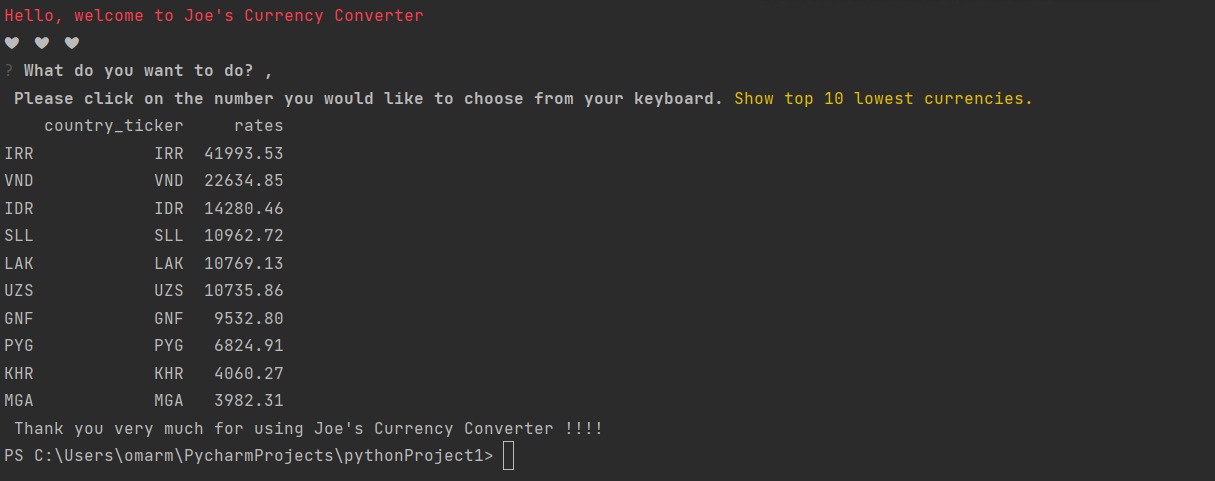 Hello, welcome to Joe's Currency Converter
♥ ♥ ♥
? What do you want to do? ,
Please click on the number you would like to choose from your keyboard. Show top 10 lowest currencies.
country_ticker rates
IRR IRR 41993.53
VND VND 22634.85
IDR IDR 14280.46
SLL SLL 10962.72
LAK LAK 10769.13
UZS UZS 10735.86
GNF GNF 9532.80
PYG PYG 6824.91
KHR KHR 4060.27
MGA MGA 3982.31
Thank you very much for using Joe's Currency Converter !!!!
PS C:\Users\omarm\PycharmProjects\pythonProject1>